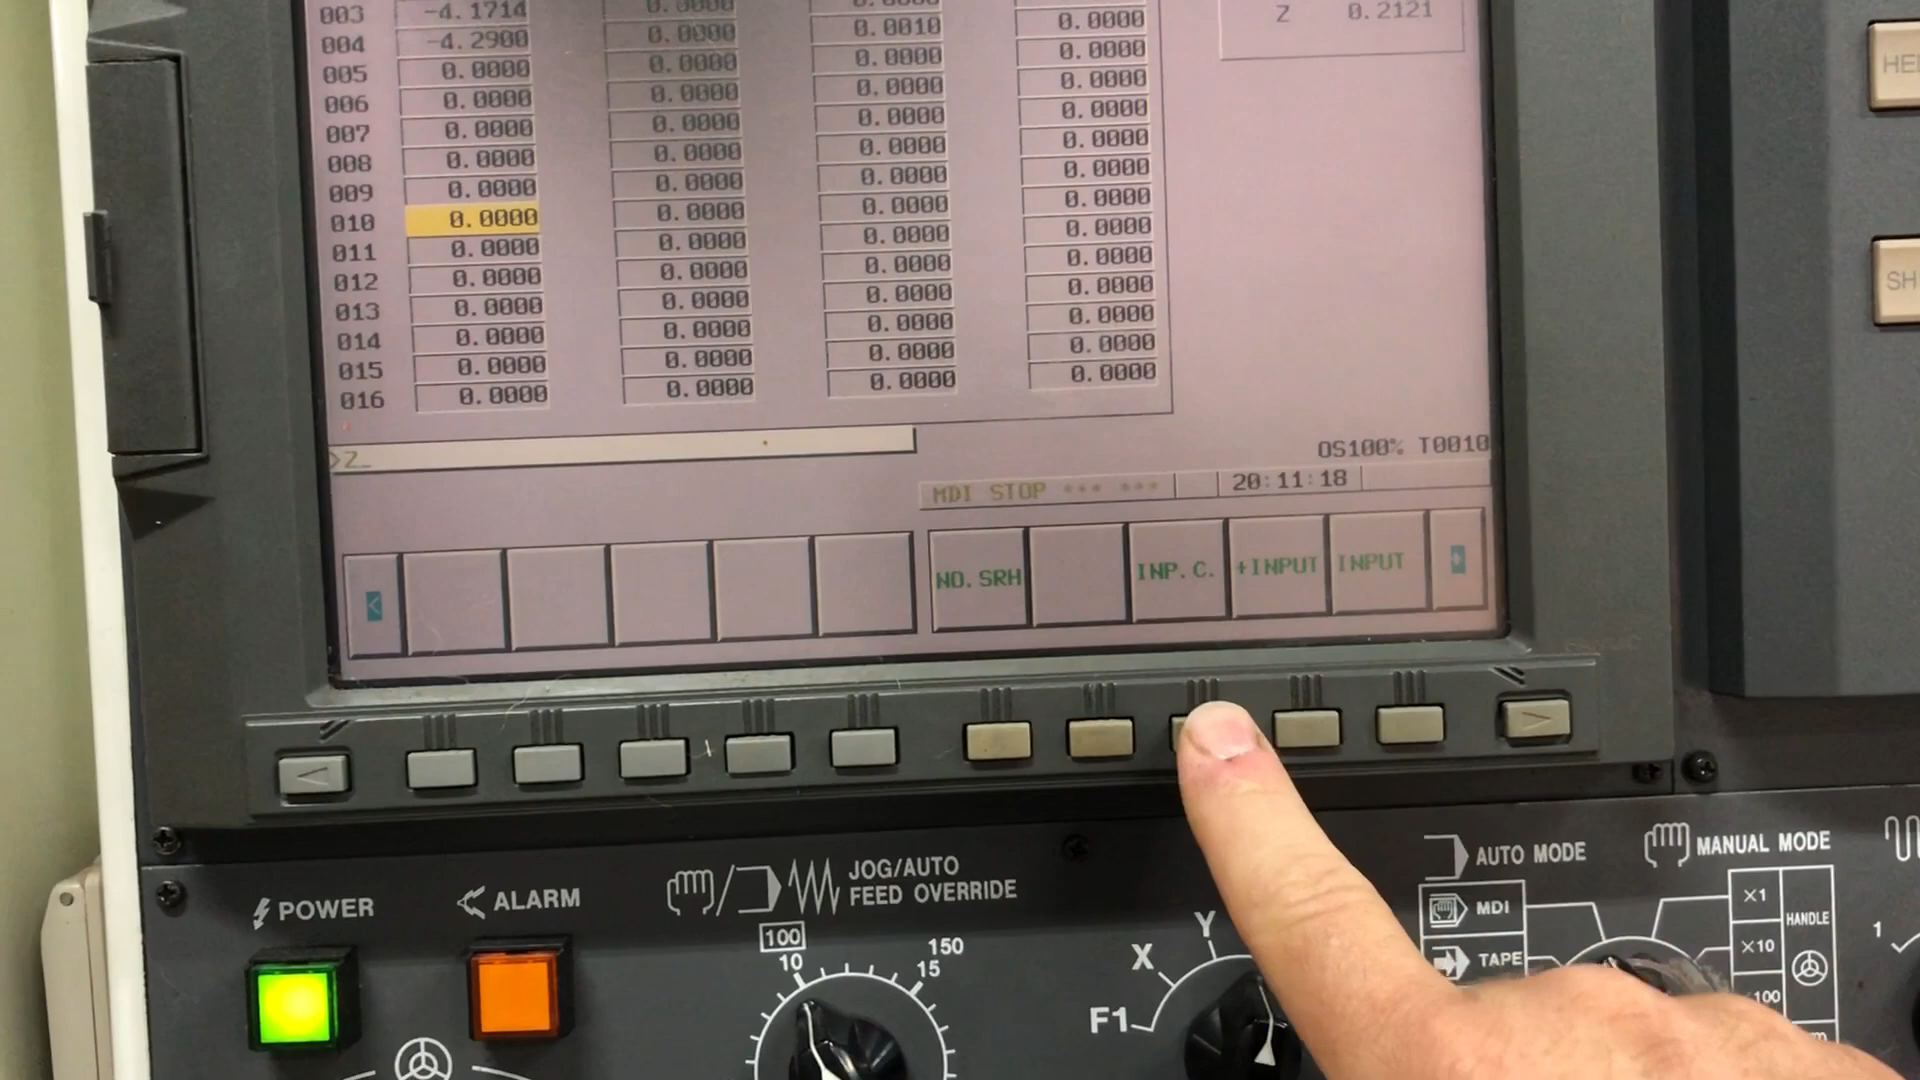 003 -4.1714 0.0000 0.0000
004 -4.2900 0.0000 0.0010 0.0000 Z 0.2121
005 0.0000 0.0000 0.0000 0.0000
006 0.0000 0.0000 0.0000 0.0000
007 0.0000 0.0000 0.0000 0.0000
008 0.0000 0.0000 0.0000 0.0000
009 0.0000 0.0000 0.0000 0.0000
010 0.0000 0.0000 0.0000 0.0000
011 0.0000 0.0000 0.0000 0.0000
012 0.0000 0.0000 0.0000 0.0000
013 0.0000 0.0000 0.0000 0.0000
014 0.0000 0.0000 0.0000 0.0000
015 0.0000 0.0000 0.0000 0.0000
016 0.0000 0.0000 0.0000 0.0000
>Z_
OS100% T0010
MDI STOP *** *** 20:11:18
NO.SRH INP.C. +INPUT INPUT
POWER
ALARM
JOG/AUTO
FEED OVERRIDE
100
10
150
15
X
Y
F1
AUTO MODE
MDI
TAPE
MANUAL MODE
×1
×10
HANDLE
1